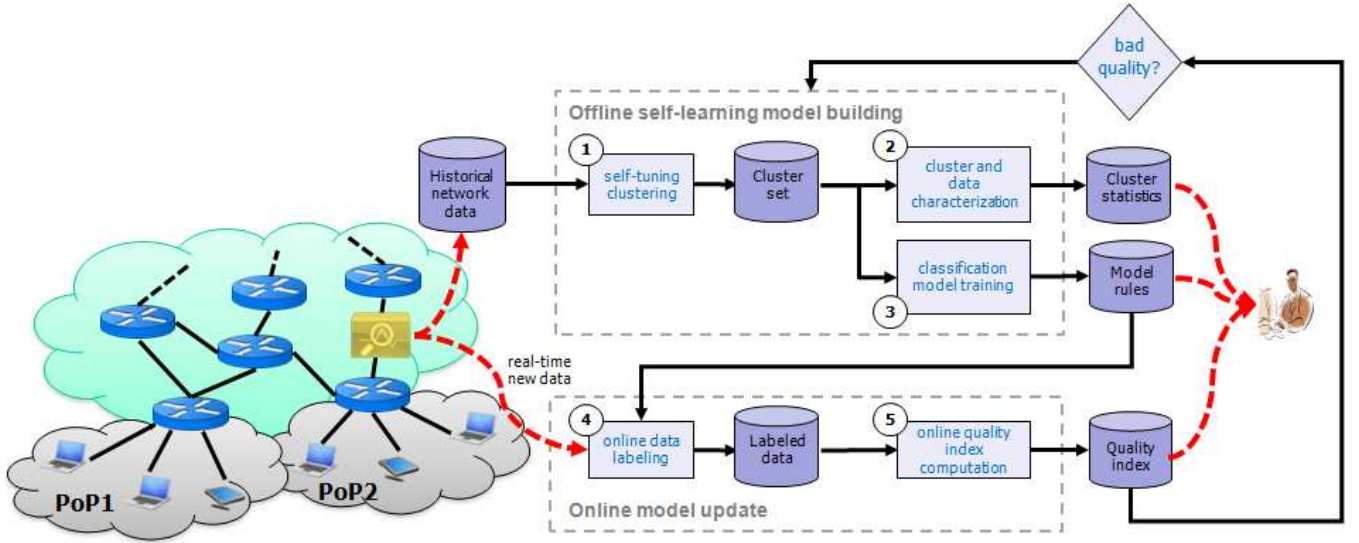 bad
quality?
Offline self-learning model building
1
2
Historical
network
data
self-tuning
clustering
Cluster
set
cluster and
data
characterization
Cluster
statistics
classification
model training
3
Model
rules
real-time
new data
4
5
online data
labeling
Labeled
data
online quality
index
computation
Quality
index
PoP1
PoP2
Online model update